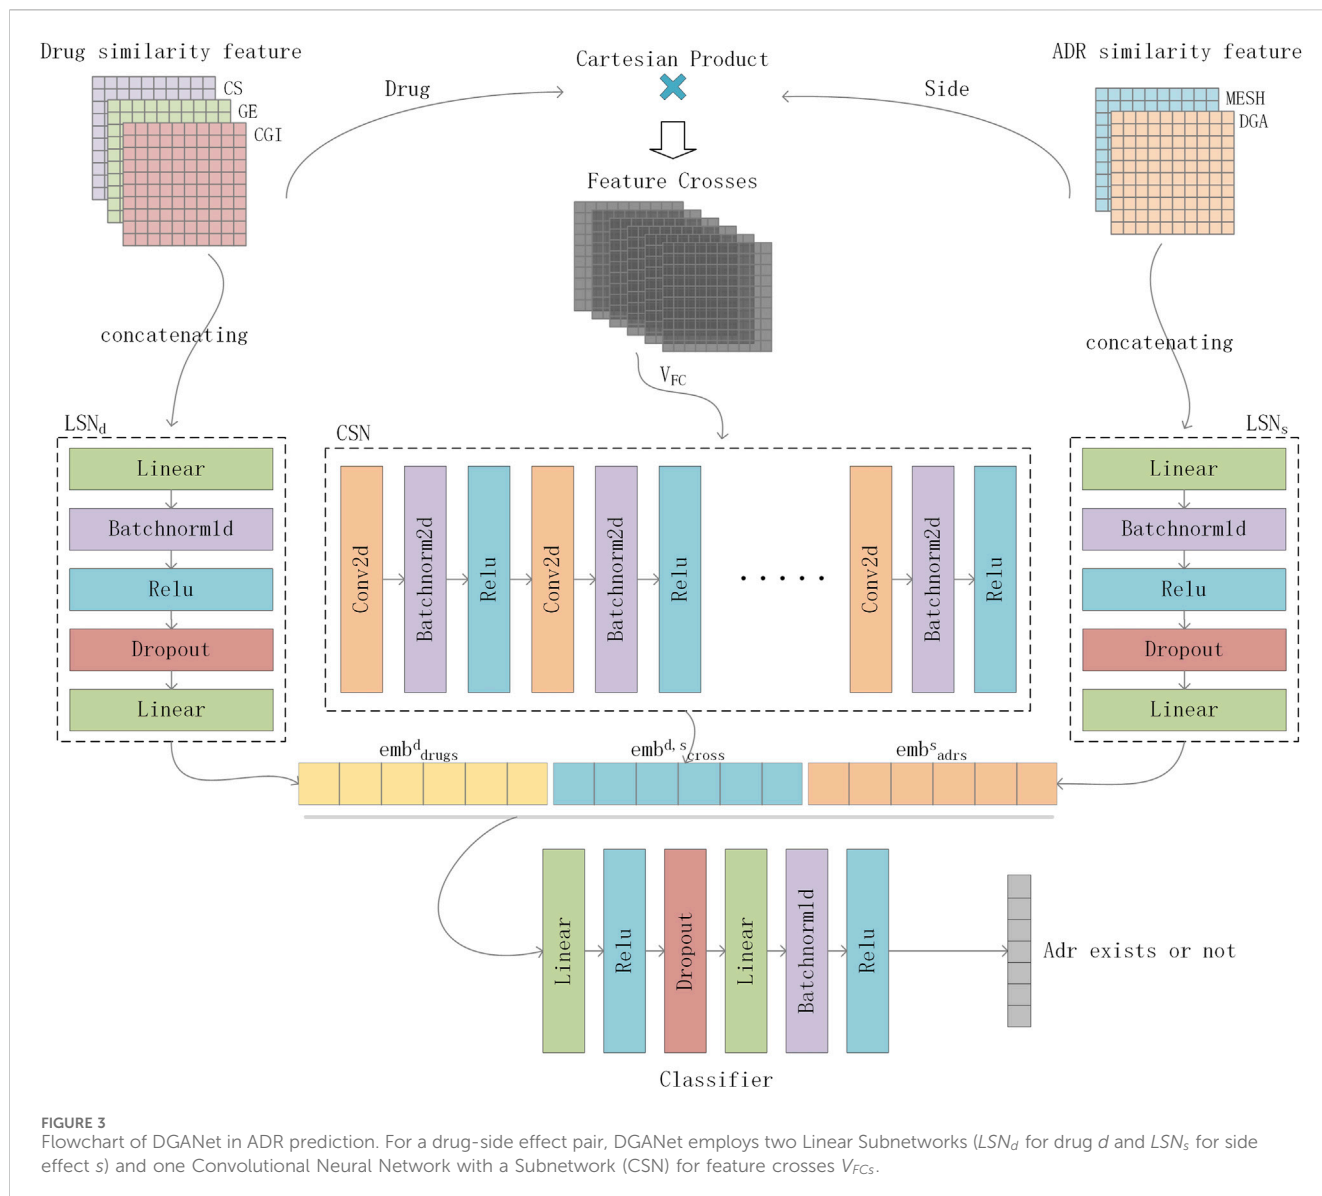 Drug similarity feature
CS
GE
CGI
Drug
Cartesian Product
Side
ADR similarity feature
MESH
DGA
Feature Crosses
concatenating
V_FC
concatenating
LSN_d
Linear
Batchnorm1d
Relu
Dropout
Linear
CSN
Conv2d
Batchnorm2d
Relu
Conv2d
Batchnorm2d
Relu
.....
Conv2d
Batchnorm2d
Relu
LSN_s
Linear
Batchnorm1d
Relu
Dropout
Linear
emb^d_drugs
emb^d,s_cross
emb^s_adrs
Linear
Relu
Dropout
Linear
Batchnorm1d
Relu
Adr exists or not
Classifier
FIGURE 3
Flowchart of DGANet in ADR prediction. For a drug-side effect pair, DGANet employs two Linear Subnetworks (LSN_d for drug d and LSN_s for side
effect s) and one Convolutional Neural Network with a Subnetwork (CSN) for feature crosses V_FCs.